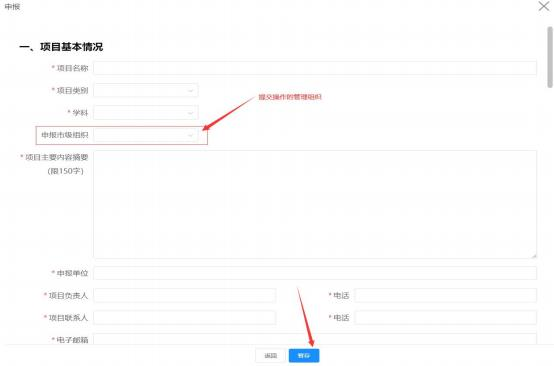 申报
一、项目基本情况
* 项目名称
* 项目类别
提交操作的管理组织
* 学科
申报市级组织
* 项目主要内容摘要
(限150字)
* 申报单位
* 项目负责人 * 电话
* 项目联系人 * 电话
* 电子邮箱
返回 暂存